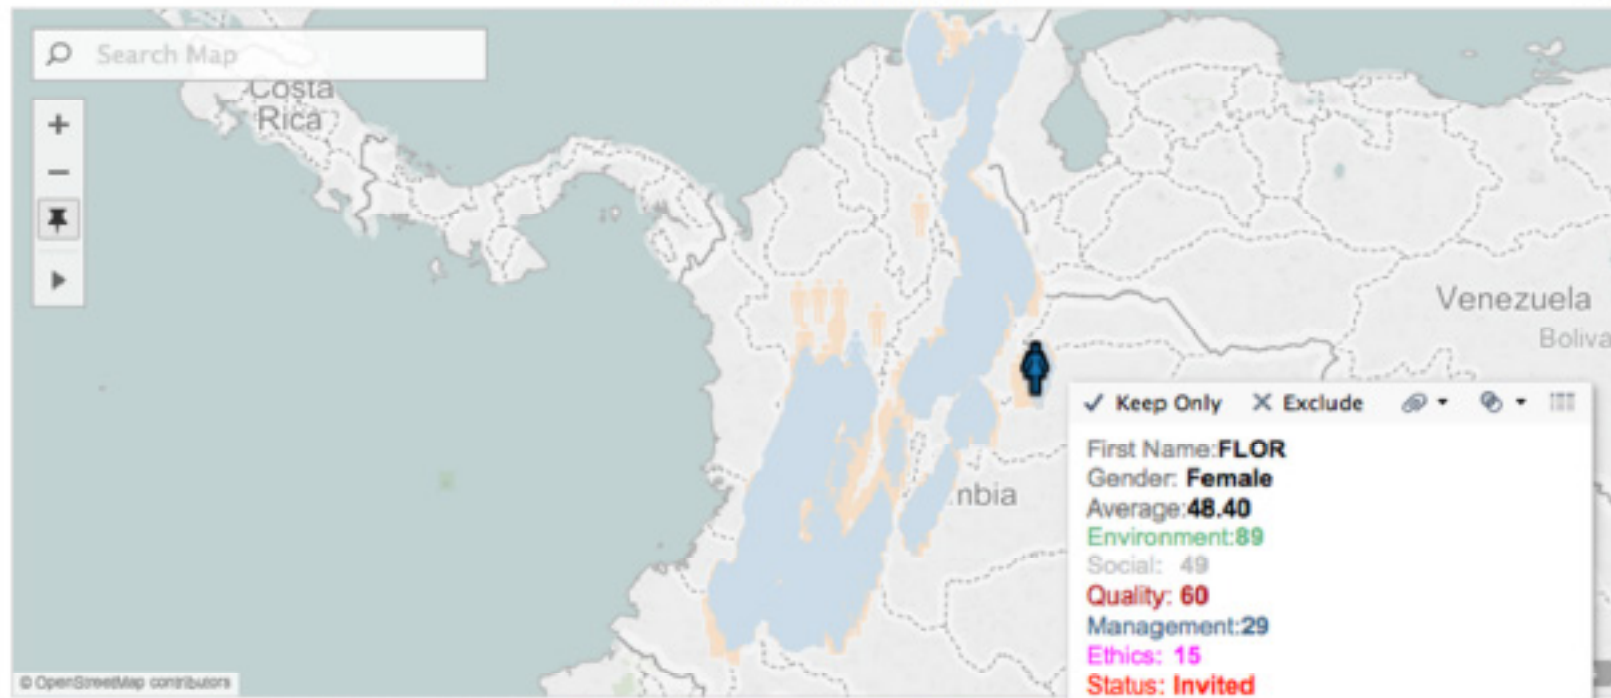 Search Map
Costa
Rica
+
−
Venezuela
Boliva
Keep Only Exclude
First Name:FLOR
Gender: Female
nbia
Average:48.40
Environment:89
Social: 49
Quality: 60
Management:29
Ethics: 15
Status: Invited
© OpenStreetMap contributors